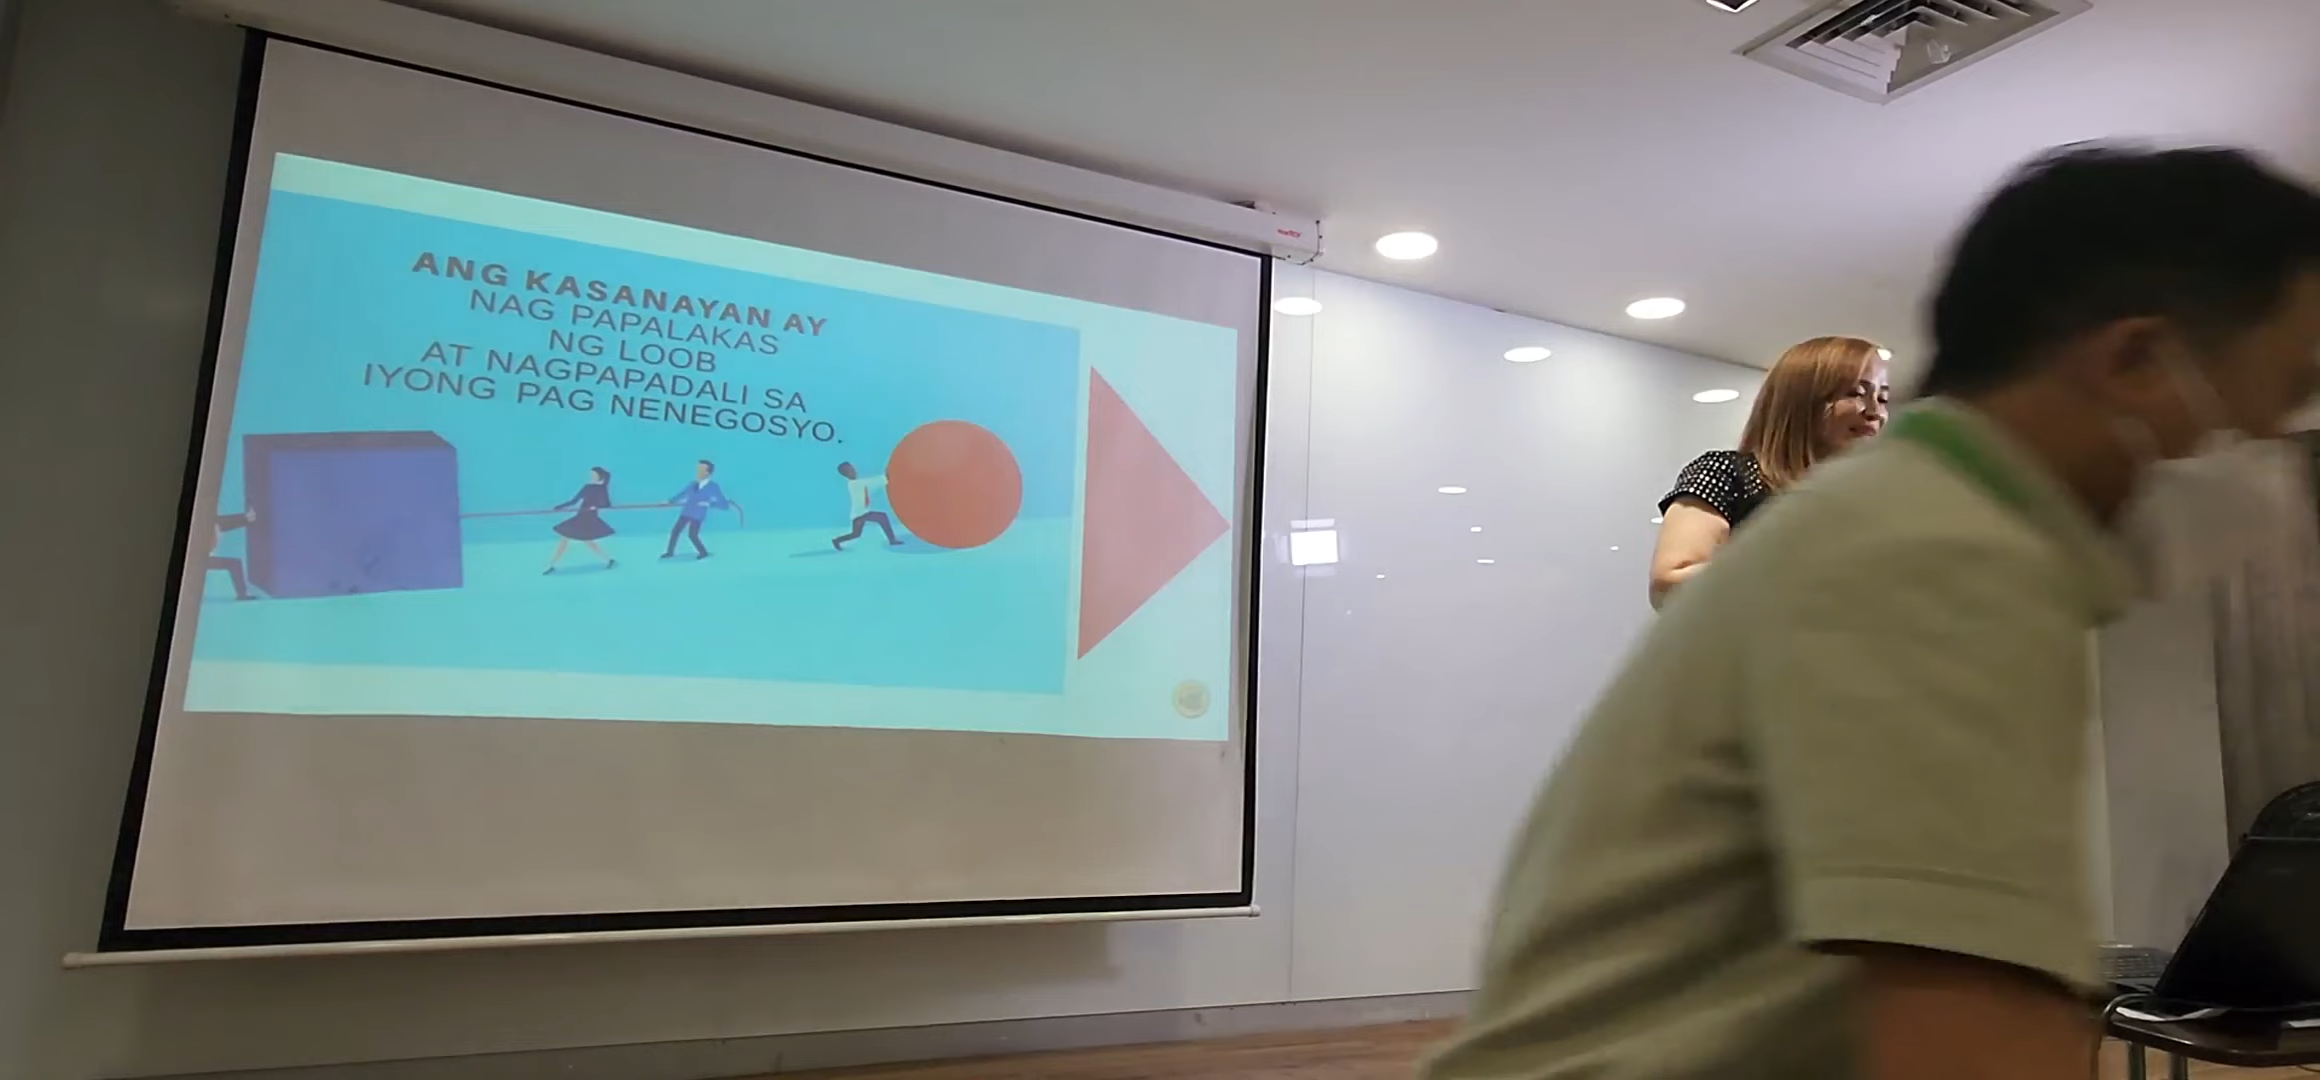 ANG KASANAYAN AY
NAG PAPALAKAS
NG LOOB
AT NAGPAPADALI SA
IYONG PAG NENEGOSYO.